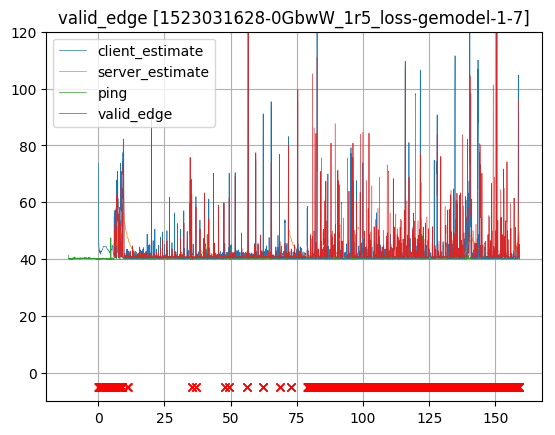 valid_edge [1523031628-0GbwW_1r5_loss-gemodel-1-7]
120
100
80
60
40
20
0
client_estimate
server_estimate
ping
valid_edge
0 25 50 75 100 125 150